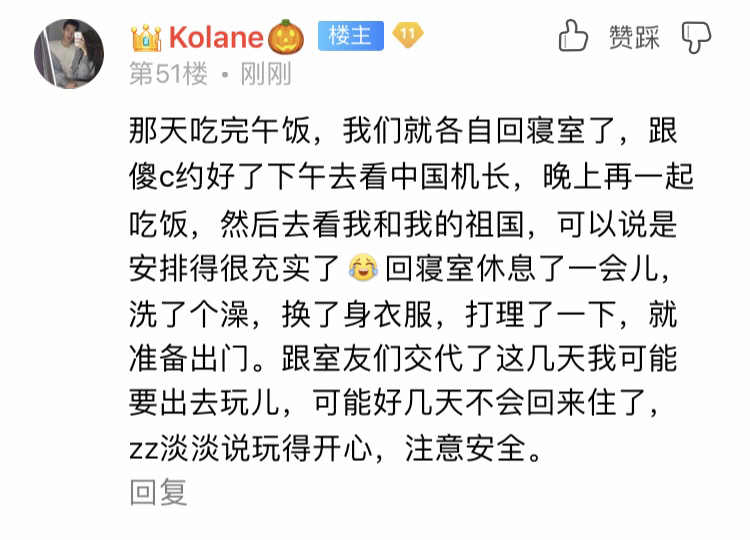 Kolane🎃 楼主 11 赞踩
第51楼 • 刚刚
那天吃完午饭，我们就各自回寝室了，跟
傻c约好了下午去看中国机长，晚上再一起
吃饭，然后去看我和我的祖国，可以说是
安排得很充实了😂回寝室休息了一会儿，
洗了个澡，换了身衣服，打理了一下，就
准备出门。跟室友们交代了这几天我可能
要出去玩儿，可能好几天不会回来住了，
zz淡淡说玩得开心，注意安全。
回复